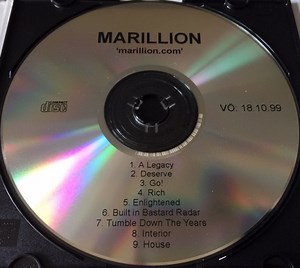 MARILLION
'marillion.com'
VÖ: 18.10.99
1. A Legacy
2. Deserve
3. Go!
4. Rich
5. Enlightened
6. Built in Bastard Radar
7. Tumble Down The Years
8. Interior
9. House